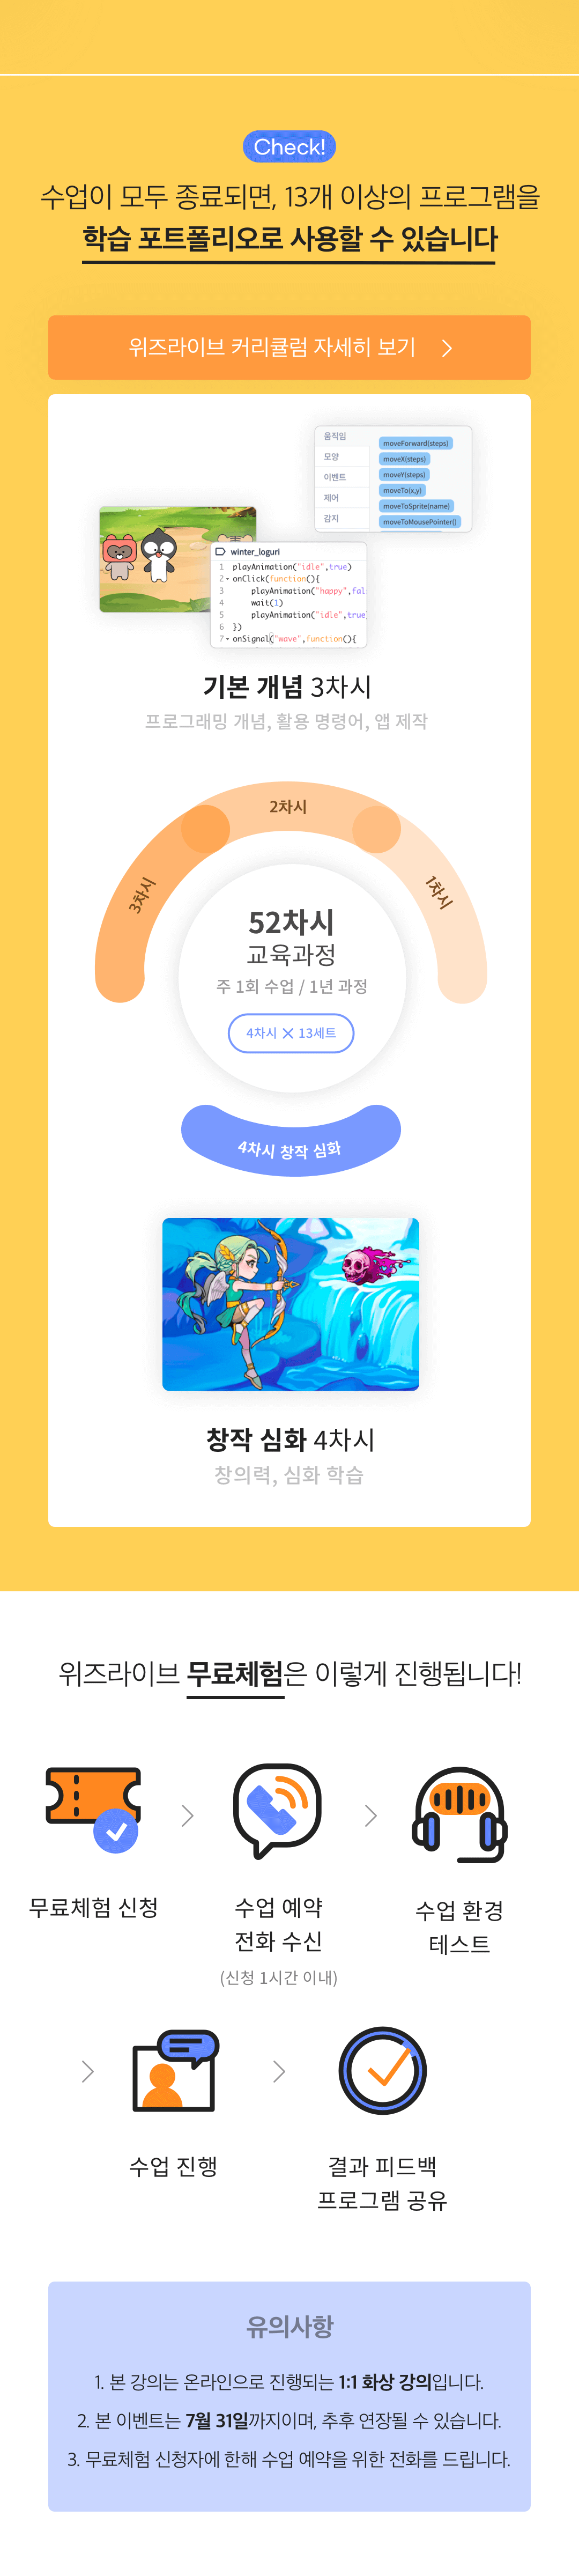 Check!
수업이 모두 종료되면, 13개 이상의 프로그램을
학습 포트폴리오로 사용할 수 있습니다
위즈라이브 커리큘럼 자세히 보기
움직임
모양
이벤트
제어
감지
moveForward(steps)
moveX(steps)
moveY(steps)
moveTo(x,y)
moveToSprite(name)
moveToMousePointer()
winter_loguri
1 playAnimation("idle",true)
2 onClick(function(){
3 playAnimation("happy",fal
4 wait(1)
5 playAnimation("idle",true
6 })
7 onSignal("wave",function(){
기본 개념 3차시
프로그래밍 개념, 활용 명령어, 앱 제작
3차시
2차시
1차시
52차시
교육과정
주 1회 수업 / 1년 과정
4차시 ✕ 13세트
4차시 창작 심화
창작 심화 4차시
창의력, 심화 학습
위즈라이브 무료체험은 이렇게 진행됩니다!
무료체험 신청
수업 예약
전화 수신
(신청 1시간 이내)
수업 환경
테스트
수업 진행
결과 피드백
프로그램 공유
유의사항
1. 본 강의는 온라인으로 진행되는 1:1 화상 강의입니다.
2. 본 이벤트는 7월 31일까지이며, 추후 연장될 수 있습니다.
3. 무료체험 신청자에 한해 수업 예약을 위한 전화를 드립니다.